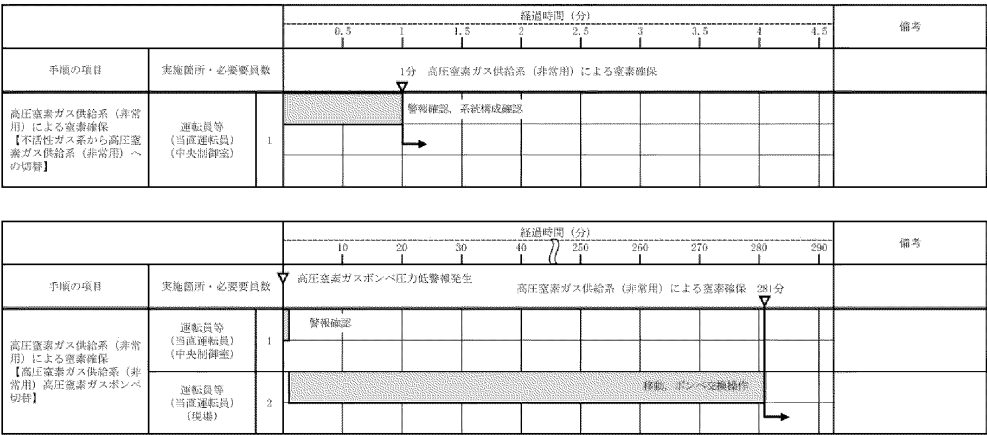 経過時間（分）
備考
0.5 1 1.5 2 2.5 3 3.5 4 4.5
手順の項目
実施箇所・必要要員数
1分 高圧窒素ガス供給系（非常用）による窒素確保
高圧窒素ガス供給系（非常
用）による窒素確保
【不活性ガス系から高圧窒
素ガス供給系（非常用）へ
の切替】
運転員等
（当直運転員）
（中央制御室）
1
警報確認、系統構成確認
経過時間（分）
備考
10 20 30 40 250 260 270 280 290
手順の項目
実施箇所・必要要員数
高圧窒素ガスボンベ圧力低警報発生
高圧窒素ガス供給系（非常用）による窒素確保 281分
高圧窒素ガス供給系（非常
用）による窒素確保
【高圧窒素ガス供給系（非
常用）高圧窒素ガスボンベ
切替】
運転員等
（当直運転員）
（中央制御室）
1
警報確認
運転員等
（当直運転員）
（現場）
2
移動、ボンベ交換操作